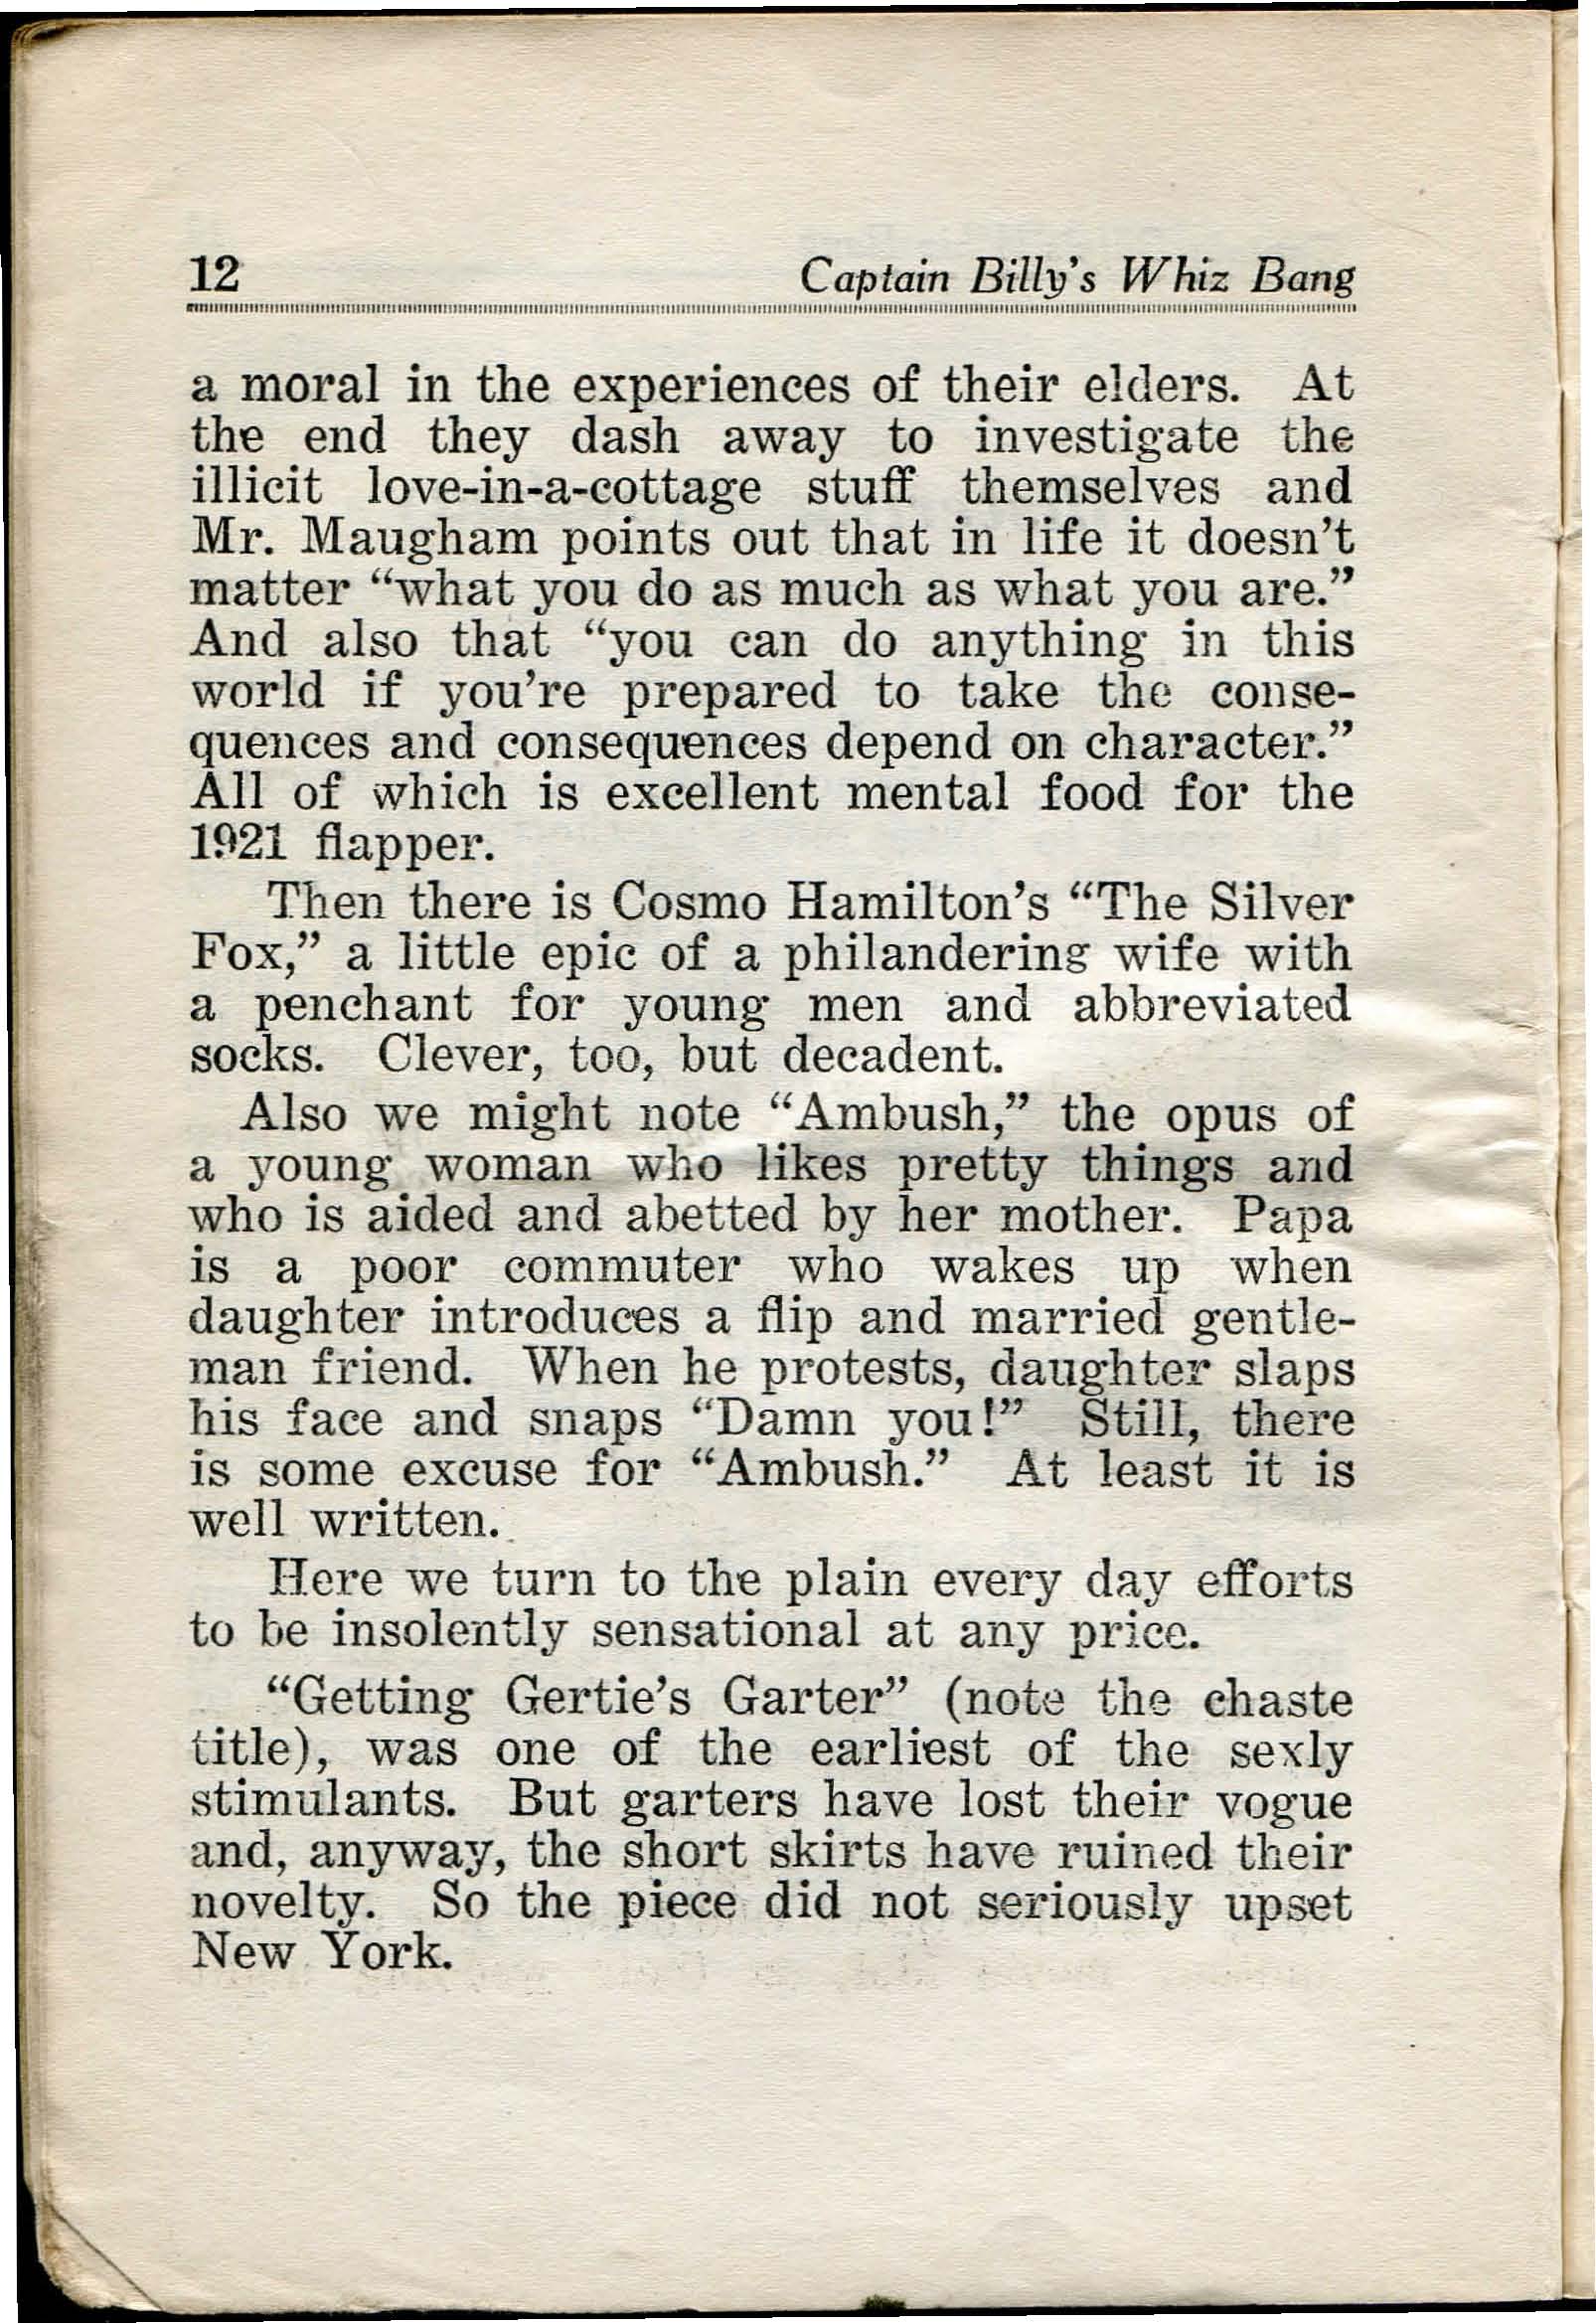 12 Captain Billy's Whiz Bang
a moral in the experiences of their elders. At
the end they dash away to investigate the
illicit love-in-a-cottage stuff themselves and
Mr. Maugham points out that in life it doesn't
matter “what you do as much as what you are.”
And also that “you can do anything in this
world if you're prepared to take the conse-
quences and consequences depend on character.”
All of which is excellent mental food for the
1921 flapper.
Then there is Cosmo Hamilton's “The Silver
Fox,” a little epic of a philandering wife with
a penchant for young men and abbreviated
socks. Clever, too, but decadent.
Also we might note “Ambush,” the opus of
a young woman who likes pretty things and
who is aided and abetted by her mother. Papa
is a poor commuter who wakes up when
daughter introduces a flip and married gentle-
man friend. When he protests, daughter slaps
his face and snaps “Damn you!” Still, there
is some excuse for “Ambush.” At least it is
well written.
Here we turn to the plain every day efforts
to be insolently sensational at any price.
“Getting Gertie's Garter” (note the chaste
title), was one of the earliest of the sexly
stimulants. But garters have lost their vogue
and, anyway, the short skirts have ruined their
novelty. So the piece did not seriously upset
New York.